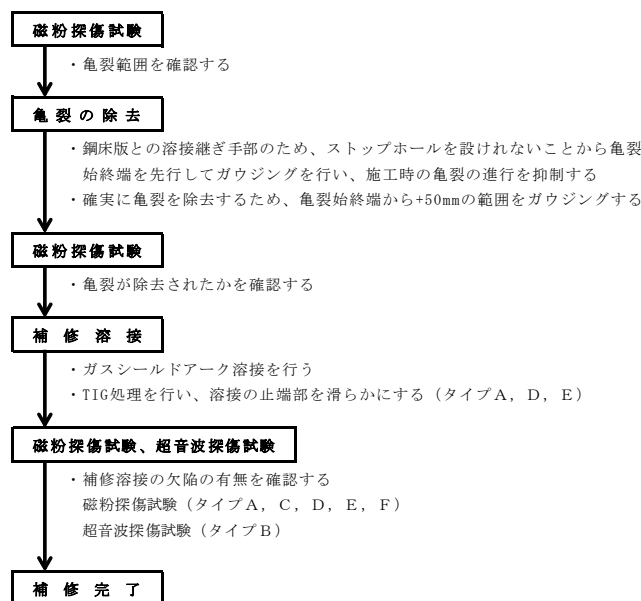 磁粉探傷試験
・亀裂範囲を確認する
亀裂の除去
・鋼床版との溶接継ぎ手部のため、ストップホールを設けれないことから亀裂
始終端を先行してガウジングを行い、施工時の亀裂の進行を抑制する
・確実に亀裂を除去するため、亀裂始終端から+50mmの範囲をガウジングする
磁粉探傷試験
・亀裂が除去されたかを確認する
補修溶接
・ガスシールドアーク溶接を行う
・TIG処理を行い、溶接の止端部を滑らかにする（タイプＡ，Ｄ，Ｅ）
磁粉探傷試験、超音波探傷試験
・補修溶接の欠陥の有無を確認する
磁粉探傷試験（タイプＡ，Ｃ，Ｄ，Ｅ，Ｆ）
超音波探傷試験（タイプＢ）
補修完了